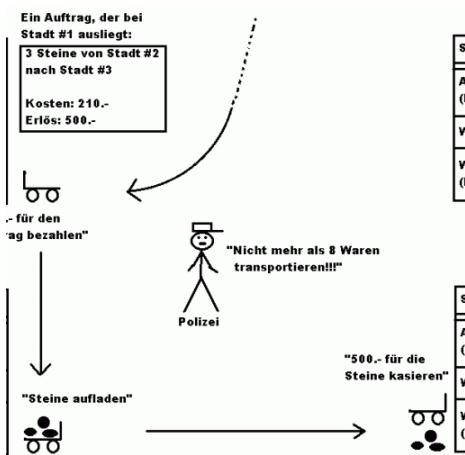 Ein Auftrag, der bei
Stadt #1 ausliegt:
3 Steine von Stadt #2
nach Stadt #3
Kosten: 210.-
Erlös: 500.-
.- für den
bezahlen"
"Nicht mehr als 8 Waren
transportieren!!!"
Polizei
"500.- für die
Steine kasieren"
"Steine aufladen"